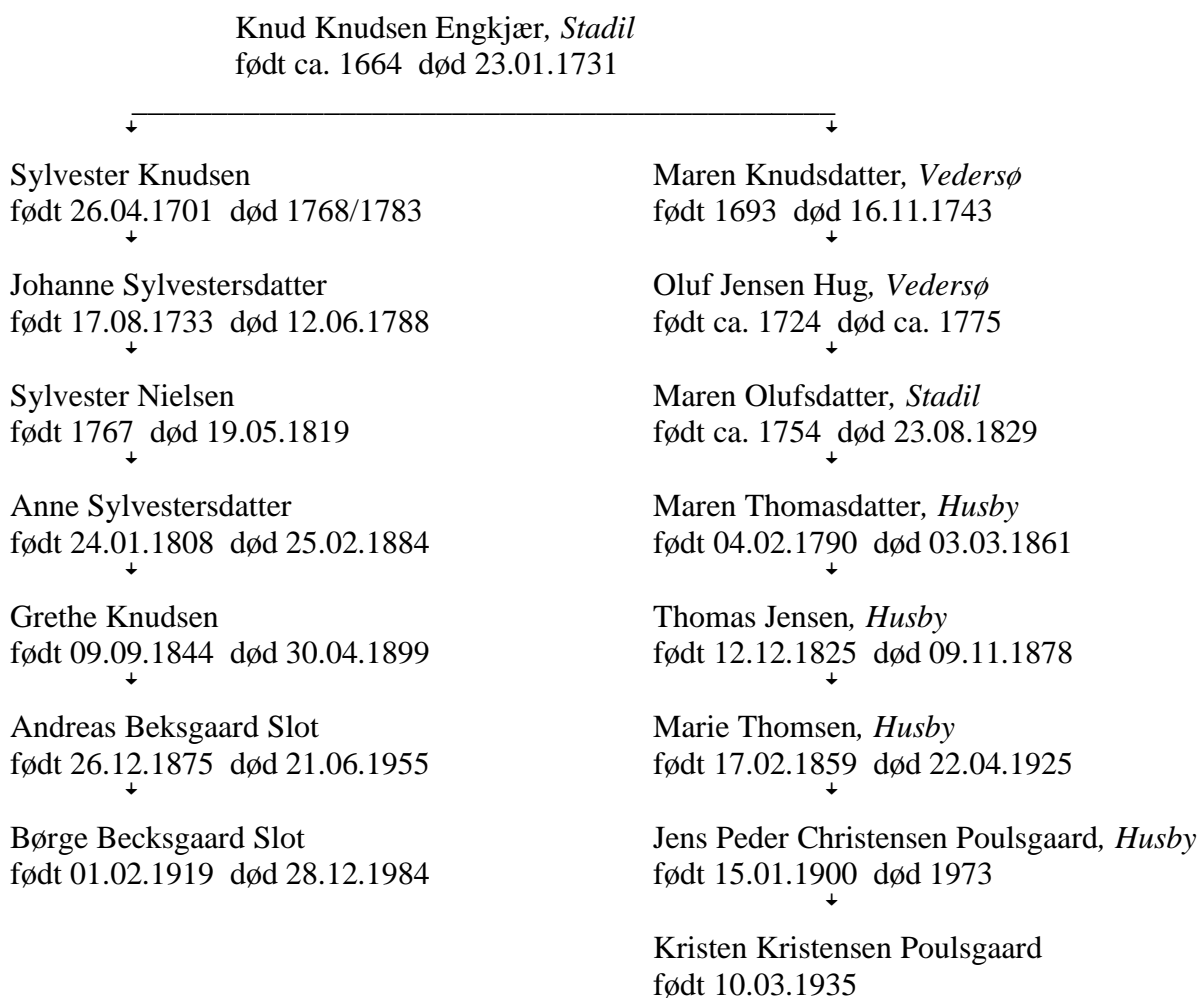 Knud Knudsen Engkjær, Stadil
født ca. 1664 død 23.01.1731
Sylvester Knudsen
født 26.04.1701 død 1768/1783
Johanne Sylvestersdatter
født 17.08.1733 død 12.06.1788
Sylvester Nielsen
født 1767 død 19.05.1819
Anne Sylvestersdatter
født 24.01.1808 død 25.02.1884
Grethe Knudsen
født 09.09.1844 død 30.04.1899
Andreas Beksgaard Slot
født 26.12.1875 død 21.06.1955
Børge Becksgaard Slot
født 01.02.1919 død 28.12.1984
Maren Knudsdatter, Vedersø
født 1693 død 16.11.1743
Oluf Jensen Hug, Vedersø
født ca. 1724 død ca. 1775
Maren Olufsdatter, Stadil
født ca. 1754 død 23.08.1829
Maren Thomasdatter, Husby
født 04.02.1790 død 03.03.1861
Thomas Jensen, Husby
født 12.12.1825 død 09.11.1878
Marie Thomsen, Husby
født 17.02.1859 død 22.04.1925
Jens Peder Christensen Poulsgaard, Husby
født 15.01.1900 død 1973
Kristen Kristensen Poulsgaard
født 10.03.1935